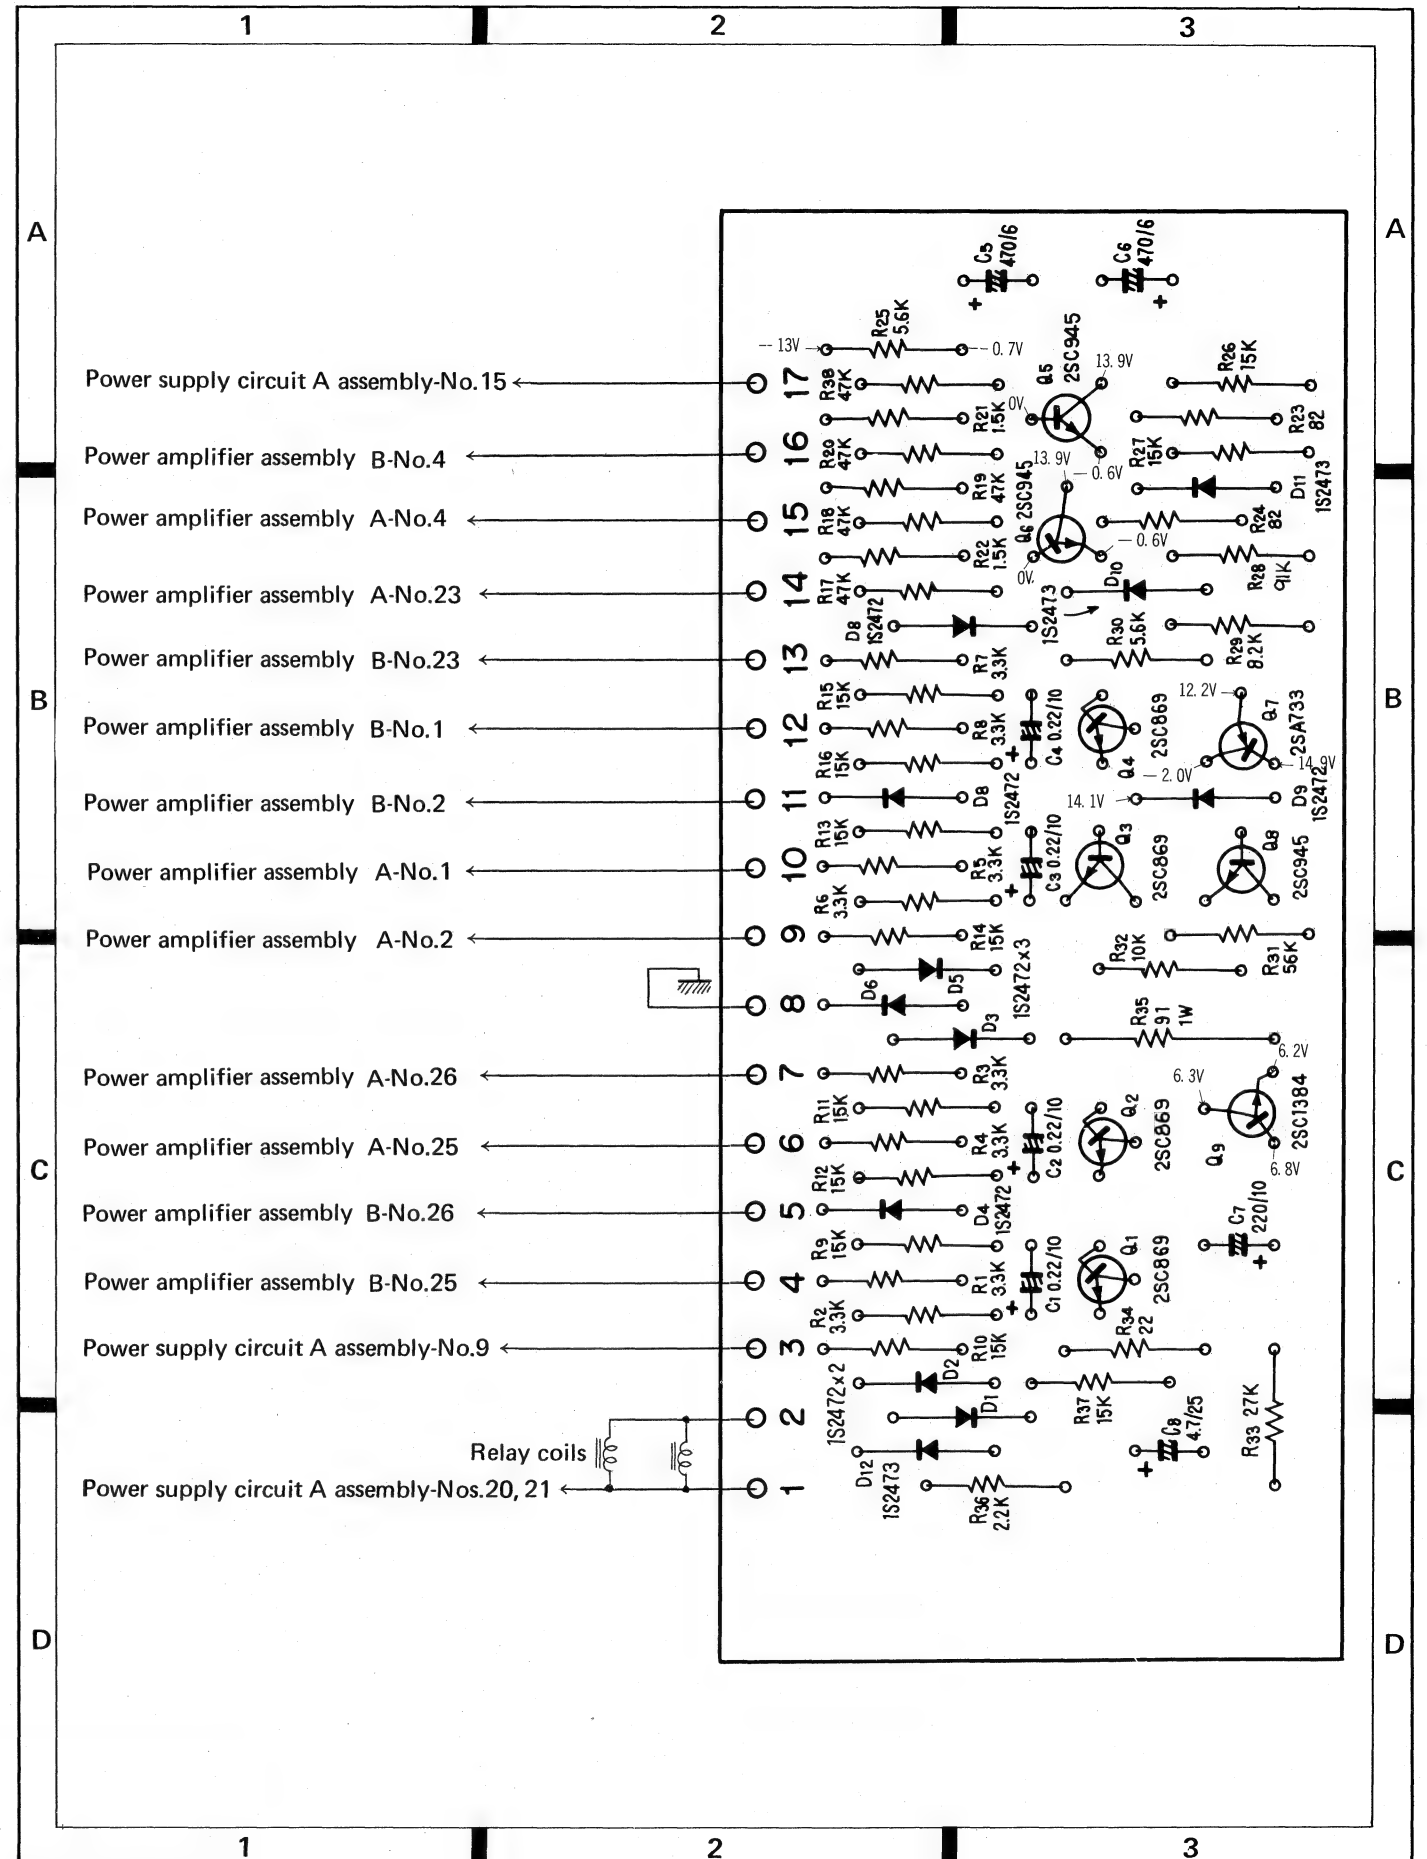 1 2 3
A A
C5 470/6
C6 470/6
R25 5.6K
-- 13V
-- 0.7V
Q5 2SC945
13.9V
R26 15K
Power supply circuit A assembly-No.15
17
R38 47K
0V
R21 1.5K
R23 82
Power amplifier assembly B-No.4
16
R20 47K
13.9V
— 0.6V
R27 15K
R19 47K
Q6 2SC945
D11 1S2473
Power amplifier assembly A-No.4
15
R18 47K
R24 82
— 0.6V
R22 1.5K
0V.
D10
R28 91K
Power amplifier assembly A-No.23
14
R17 47K
1S2473
D8 1S2472
R30 5.6K
R29 8.2K
Power amplifier assembly B-No.23
13
R7 3.3K
B B
R15 15K
12.2V
Power amplifier assembly B-No.1
12
R8 3.3K
C4 0.22/10
Q4 2SC869
Q7 2SA733
R16 15K
— 2.0V
— 14.9V
Power amplifier assembly B-No.2
11
D8 1S2472
14.1V
D9 1S2472
R13 15K
Power amplifier assembly A-No.1
10
R5 3.3K
C3 0.22/10
Q3 2SC869
Q8 2SC945
R6 3.3K
Power amplifier assembly A-No.2
9
R14 15K
R32 10K
R31 56K
D5
1S2472x3
8
D6
D3
R35 91 1W
6.2V
Power amplifier assembly A-No.26
7
R3 3.3K
6.3V
R11 15K
Q2 2SC869
2SC1384
Power amplifier assembly A-No.25
6
R4 3.3K
C2 0.22/10
Q9
6.8V
C C
R12 15K
Power amplifier assembly B-No.26
5
D4 1S2472
C7 220/10
R9 15K
Power amplifier assembly B-No.25
4
R1 3.3K
C1 0.22/10
Q1 2SC869
R2 3.3K
R34 22
Power supply circuit A assembly-No.9
3
R10 15K
1S2472x2
D2
R37 15K
R33 27K
2
D1
C8 4.7/25
Relay coils
D12 1S2473
Power supply circuit A assembly-Nos.20, 21
1
R36 2.2K
D D
1 2 3